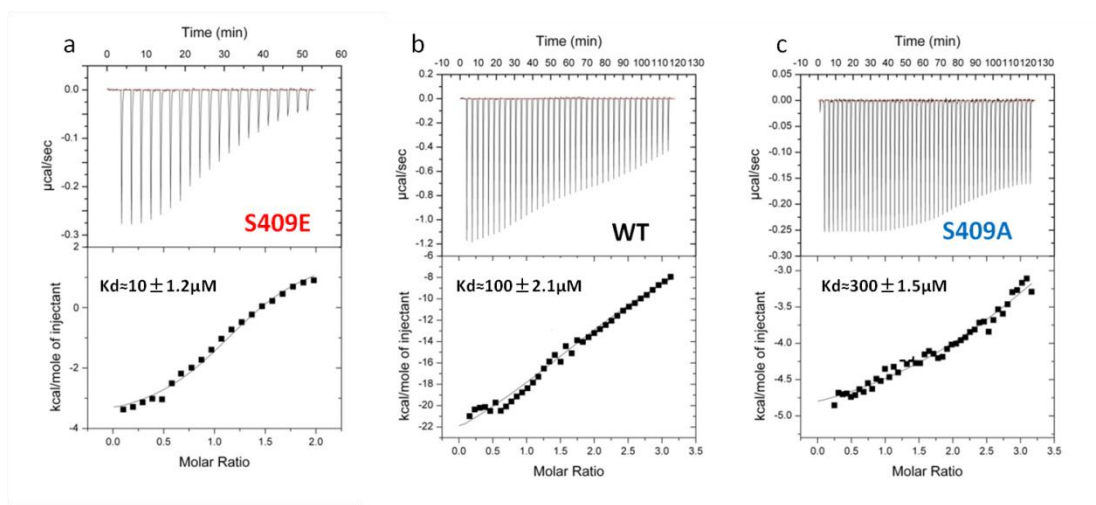 a
Time (min)
0 10 20 30 40 50 60
0.0
-0.1
-0.2
-0.3
µcal/sec
S409E
2
0
-2
-4
kcal/mole of injectant
Kd≈10±1.2µM
0.0 0.5 1.0 1.5 2.0
Molar Ratio
b
Time (min)
-10 0 10 20 30 40 50 60 70 80 90 100 110 120 130
0.2
0.0
-0.2
-0.4
-0.6
-0.8
-1.0
-1.2
µcal/sec
WT
-8
-10
-12
-14
-16
-18
-20
-22
kcal/mole of injectant
Kd≈100±2.1µM
0.0 0.5 1.0 1.5 2.0 2.5 3.0 3.5
Molar Ratio
c
Time (min)
-10 0 10 20 30 40 50 60 70 80 90 100 110 120 130
0.05
0.00
-0.05
-0.10
-0.15
-0.20
-0.25
-0.30
µcal/sec
S409A
-3.0
-3.5
-4.0
-4.5
-5.0
kcal/mole of injectant
Kd≈300±1.5µM
0.0 0.5 1.0 1.5 2.0 2.5 3.0 3.5
Molar Ratio